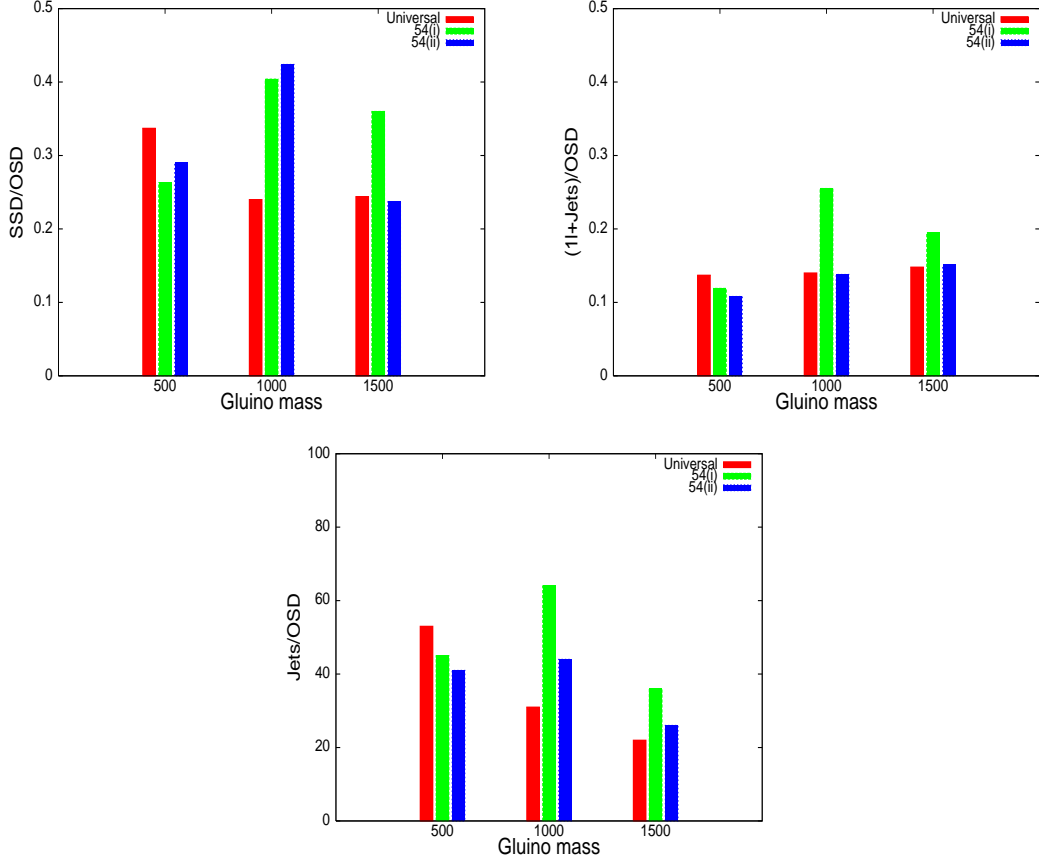 0.5
0.4
0.3
0.2
0.1
0
SSD/OSD
Universal
54(i)
54(ii)
500
1000
1500
Gluino mass
0.5
0.4
0.3
0.2
0.1
0
(1l+Jets)/OSD
Universal
54(i)
54(ii)
500
1000
1500
Gluino mass
100
80
60
40
20
0
Jets/OSD
Universal
54(i)
54(ii)
500
1000
1500
Gluino mass